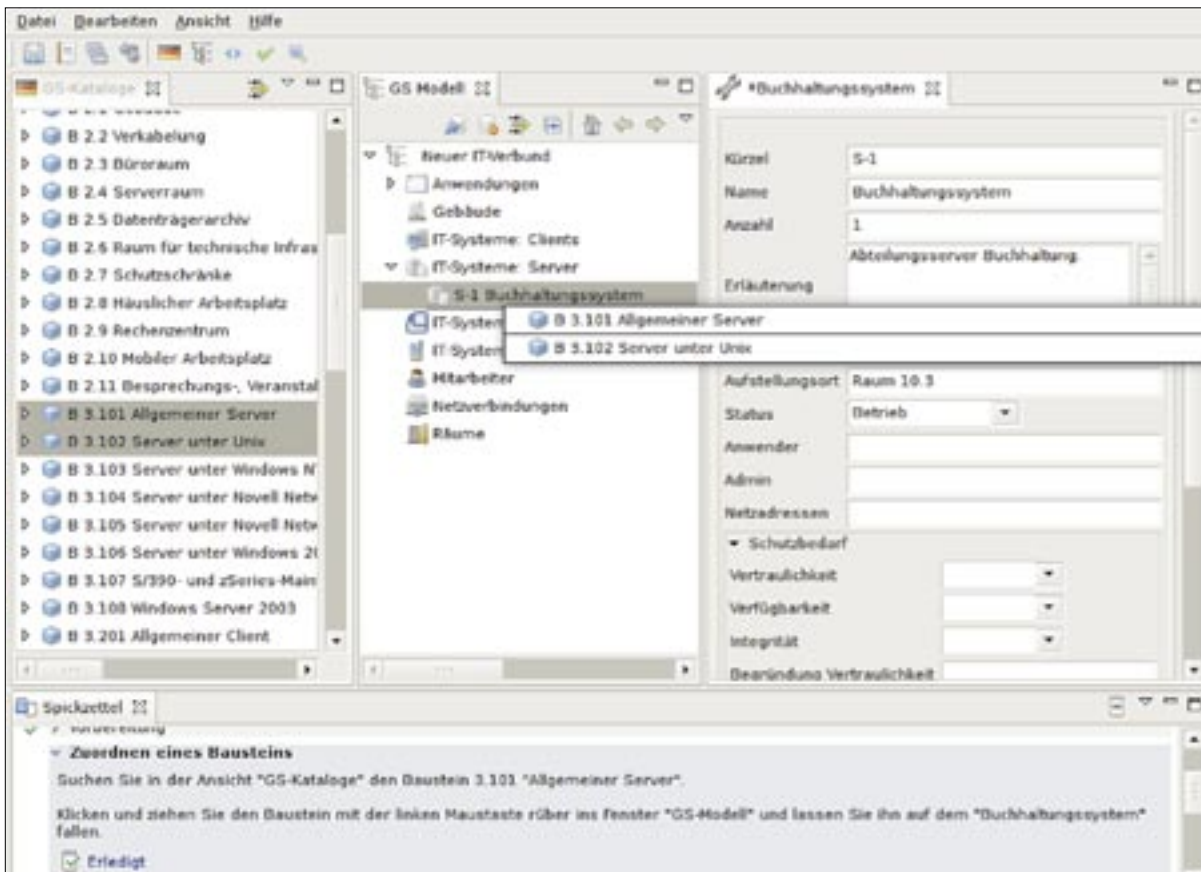 Datei Bearbeiten Ansicht Hilfe
GS-Kataloge
B 2.2 Verkabelung
B 2.3 Büroraum
B 2.4 Serverraum
B 2.5 Datenträgerarchiv
B 2.6 Raum für technische Infras
B 2.7 Schutzschränke
B 2.8 Häuslicher Arbeitsplatz
B 2.9 Rechenzentrum
B 2.10 Mobiler Arbeitsplatz
B 2.11 Besprechungs-, Veranstal
B 3.101 Allgemeiner Server
B 3.102 Server unter Unix
B 3.103 Server unter Windows N
B 3.104 Server unter Novell Netw
B 3.105 Server unter Novell Netw
B 3.106 Server unter Windows 20
B 3.107 S/390- und zSeries-Main
B 3.108 Windows Server 2003
B 3.201 Allgemeiner Client
GS Modell
Neuer IT-Verbund
Anwendungen
Gebäude
IT-Systeme: Clients
IT-Systeme: Server
S-1 Buchhaltungssystem
IT-System
IT-System
Mitarbeiter
Netzverbindungen
Räume
B 3.101 Allgemeiner Server
B 3.102 Server unter Unix
*Buchhaltungssystem
Kürzel S-1
Name Buchhaltungssystem
Anzahl 1
Erläuterung Abteilungsserver Buchhaltung.
Aufstellungsort Raum 10.3
Status Betrieb
Anwender
Admin
Netzadressen
Schutzbedarf
Vertraulichkeit
Verfügbarkeit
Integrität
Begründung Vertraulichkeit
Spickzettel
Vorbereitung
Zuordnen eines Bausteins
Suchen Sie in der Ansicht "GS-Kataloge" den Baustein 3.101 "Allgemeiner Server".
Klicken und ziehen Sie den Baustein mit der linken Maustaste rüber ins Fenster "GS-Modell" und lassen Sie ihn auf dem "Buchhaltungssystem"
fallen.
Erledigt